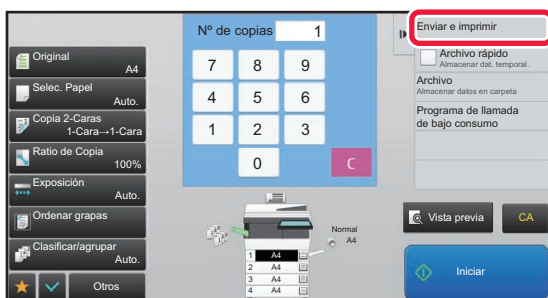 Nº de copias 1
Enviar e imprimir
Original
A4
Selec. Papel
Auto.
Copia 2-Caras
1-Cara→1-Cara
Ratio de Copia
100%
Exposición
Auto.
Ordenar grapas
Clasificar/agrupar
Auto.
Otros
7 8 9
4 5 6
1 2 3
0 C
Normal
A4
1 A4
2 A4
3 A4
4 A4
Archivo rápido
Almacenar dat. temporal.
Archivo
Almacenar datos en carpeta
Programa de llamada
de bajo consumo
Vista previa
CA
Iniciar